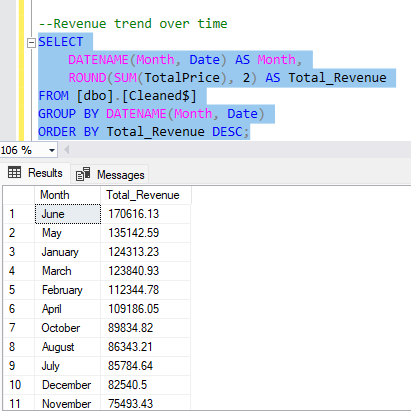 --Revenue trend over time
SELECT
DATENAME(Month, Date) AS Month,
ROUND(SUM(TotalPrice), 2) AS Total_Revenue
FROM [dbo].[Cleaned$]
GROUP BY DATENAME(Month, Date)
ORDER BY Total_Revenue DESC;
106 %
Results Messages
Month Total_Revenue
1 June 170616.13
2 May 135142.59
3 January 124313.23
4 March 123840.93
5 February 112344.78
6 April 109186.05
7 October 89834.82
8 August 86343.21
9 July 85784.64
10 December 82540.5
11 November 75493.43